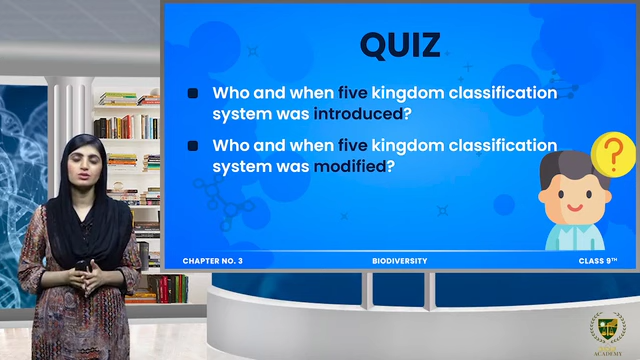 QUIZ
Who and when five kingdom classification
system was introduced?
Who and when five kingdom classification
system was modified?
?
CHAPTER NO. 3
BIODIVERSITY
CLASS 9TH
ACADEMY